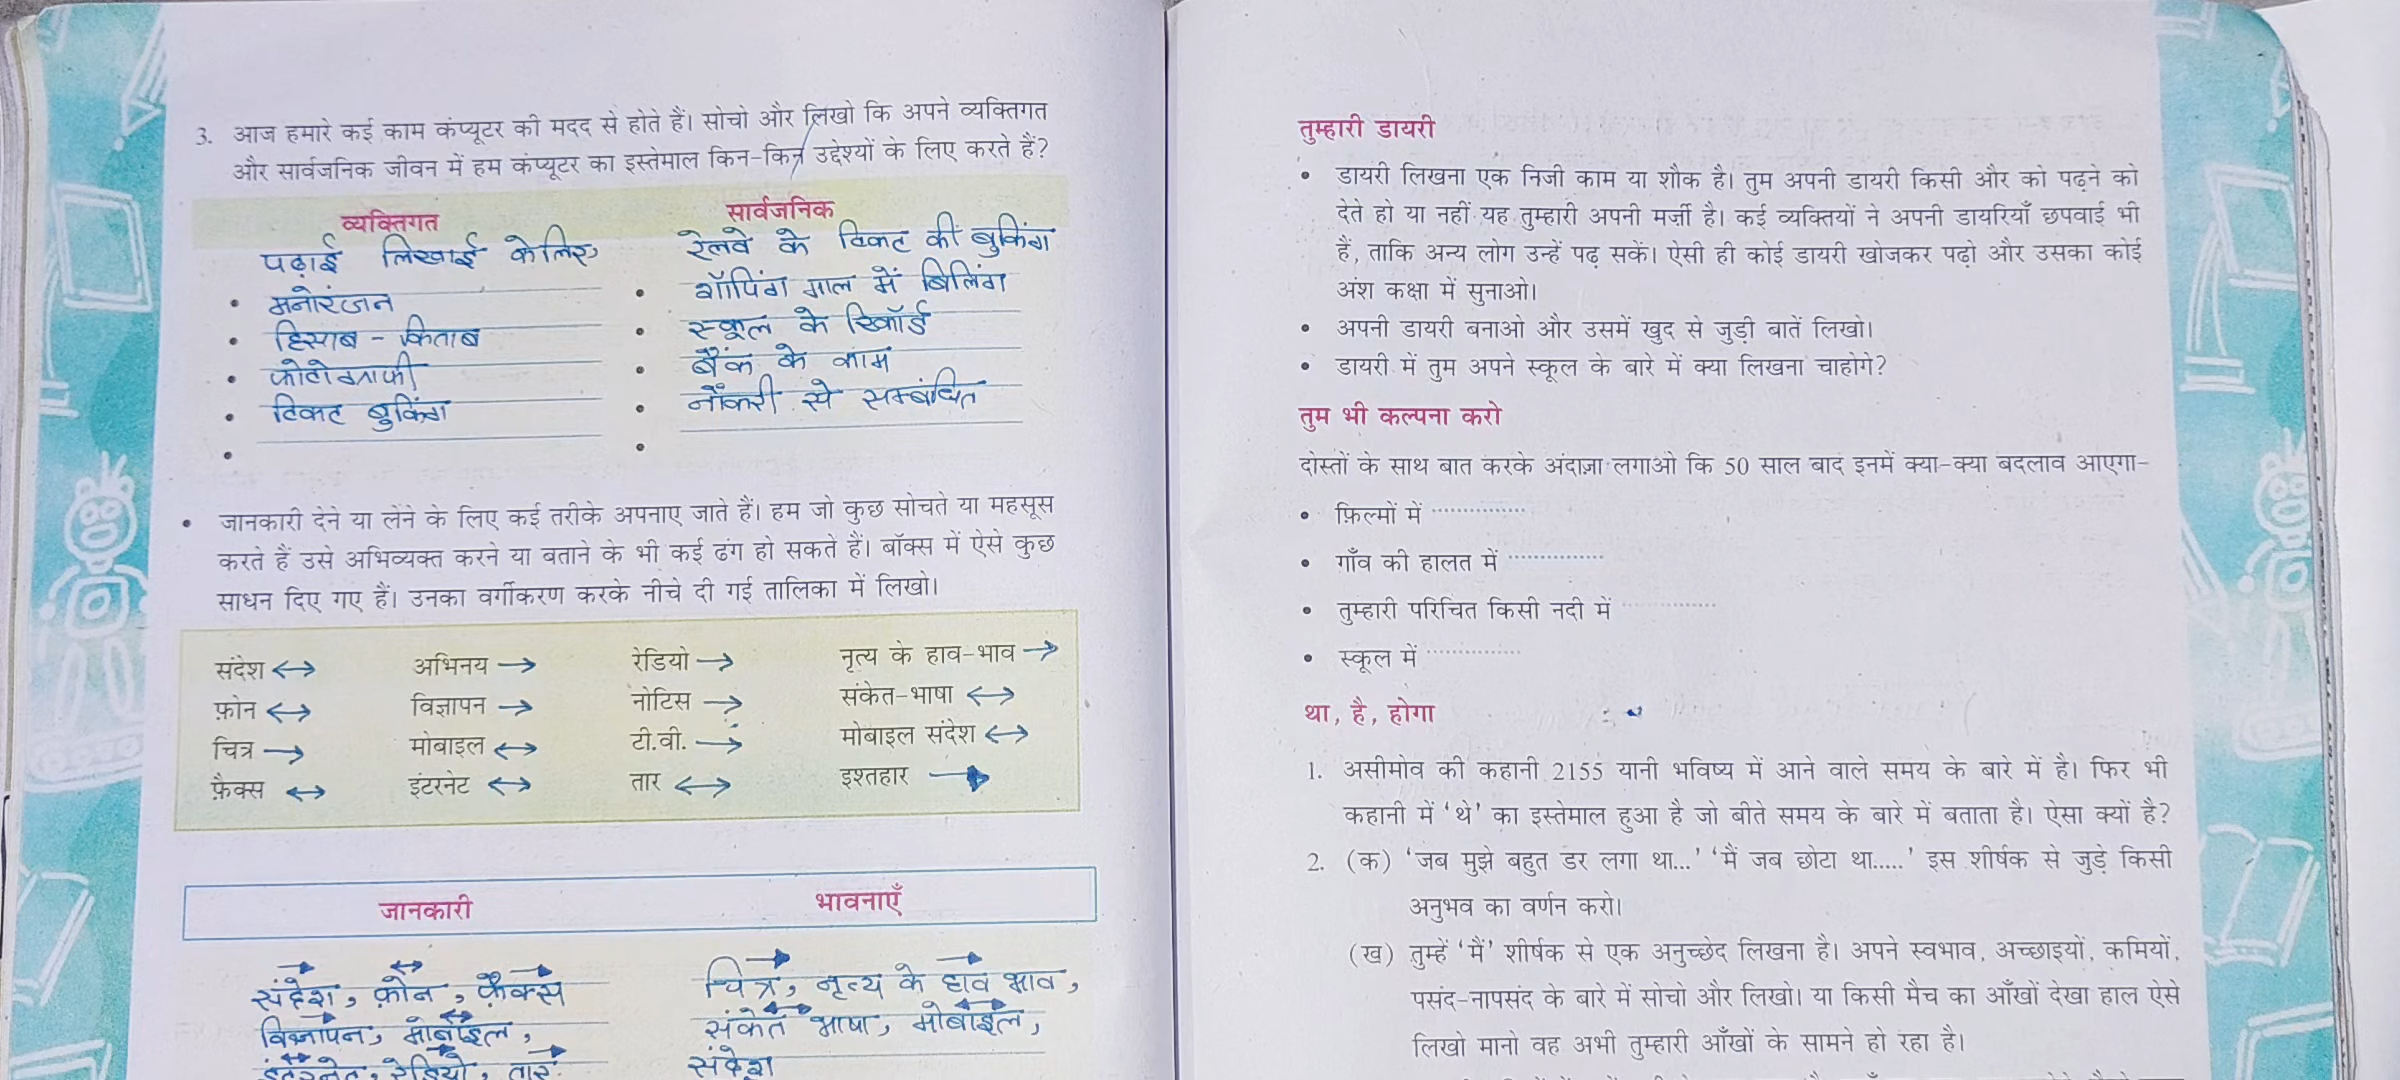 3. आज हमारे कई काम कंप्यूटर की मदद से होते हैं। सोचो और लिखो कि अपने व्यक्तिगत
और सार्वजनिक जीवन में हम कंप्यूटर का इस्तेमाल किन-किन उद्देश्यों के लिए करते हैं?
व्यक्तिगत सार्वजनिक
पढ़ाई लिखाई के लिए रेलवे के टिकट की बुकिंग
• मनोरंजन • शॉपिंग माल में बिलिंग
• हिसाब - किताब • स्कूल के रिकॉर्ड
• फोटोग्राफी • बैंक के काम
• टिकट बुकिंग • नौकरी से सम्बंधित
• •
• जानकारी देने या लेने के लिए कई तरीके अपनाए जाते हैं। हम जो कुछ सोचते या महसूस
करते हैं उसे अभिव्यक्त करने या बताने के भी कई ढंग हो सकते हैं। बॉक्स में ऐसे कुछ
साधन दिए गए हैं। उनका वर्गीकरण करके नीचे दी गई तालिका में लिखो।
संदेश ↔ अभिनय → रेडियो → नृत्य के हाव-भाव →
फ़ोन ↔ विज्ञापन → नोटिस → संकेत-भाषा ↔
चित्र → मोबाइल ↔ टी.वी. → मोबाइल संदेश ↔
फ़ैक्स ↔ इंटरनेट ↔ तार ↔ इश्तहार →
जानकारी भावनाएँ
संदेश, फ़ोन, फ़ैक्स चित्र, नृत्य के हाव भाव,
विज्ञापन, मोबाइल, संकेत भाषा, मोबाइल,
इंटरनेट, रेडियो, तार संदेश
तुम्हारी डायरी
• डायरी लिखना एक निजी काम या शौक है। तुम अपनी डायरी किसी और को पढ़ने को
देते हो या नहीं यह तुम्हारी अपनी मर्ज़ी है। कई व्यक्तियों ने अपनी डायरियाँ छपवाई भी
हैं, ताकि अन्य लोग उन्हें पढ़ सकें। ऐसी ही कोई डायरी खोजकर पढ़ो और उसका कोई
अंश कक्षा में सुनाओ।
• अपनी डायरी बनाओ और उसमें खुद से जुड़ी बातें लिखो।
• डायरी में तुम अपने स्कूल के बारे में क्या लिखना चाहोगे?
तुम भी कल्पना करो
दोस्तों के साथ बात करके अंदाज़ा लगाओ कि 50 साल बाद इनमें क्या-क्या बदलाव आएगा-
• फ़िल्मों में ...............
• गाँव की हालत में ...............
• तुम्हारी परिचित किसी नदी में ...............
• स्कूल में ...............
था, है, होगा
1. असीमोव की कहानी 2155 यानी भविष्य में आने वाले समय के बारे में है। फिर भी
कहानी में 'थे' का इस्तेमाल हुआ है जो बीते समय के बारे में बताता है। ऐसा क्यों है?
2. (क) 'जब मुझे बहुत डर लगा था...' 'मैं जब छोटा था.....' इस शीर्षक से जुड़े किसी
अनुभव का वर्णन करो।
(ख) तुम्हें 'मैं' शीर्षक से एक अनुच्छेद लिखना है। अपने स्वभाव, अच्छाइयों, कमियों,
पसंद-नापसंद के बारे में सोचो और लिखो। या किसी मैच का आँखों देखा हाल ऐसे
लिखो मानो वह अभी तुम्हारी आँखों के सामने हो रहा है।